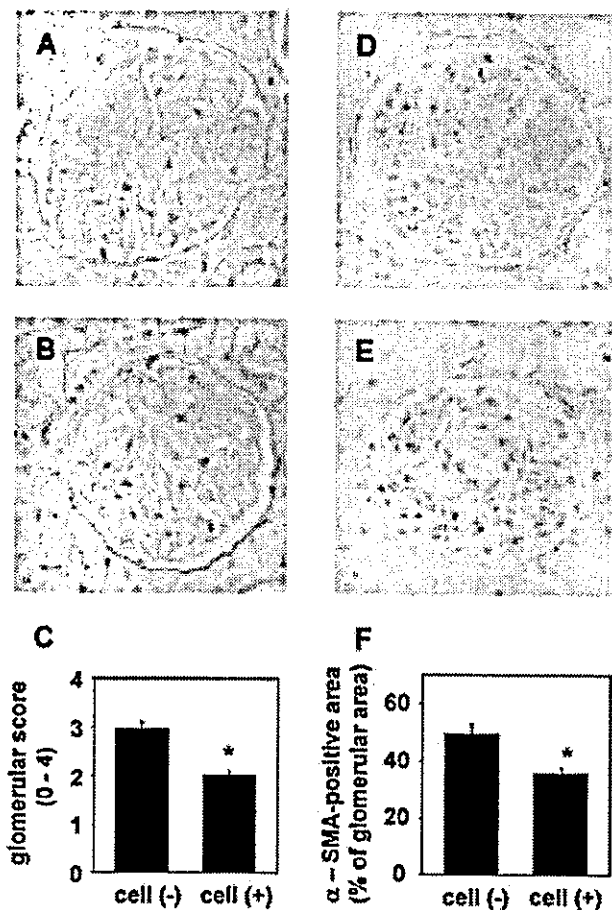 A
D
B
E
C
glomerular score
(0 - 4)
4
3
2
1
0
*
cell (-)
cell (+)
F
α - SMA-positive area
(% of glomerular area)
60
40
20
0
*
cell (-)
cell (+)